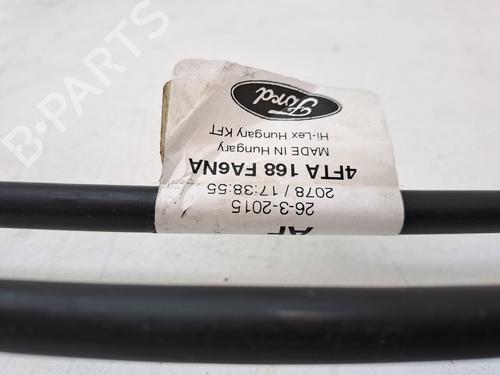 AF
26-3-2015
2078 / 17:38:55
4FTA 168 FA6NA
MADE IN Hungary
Hi-Lex Hungary KFT
Ford
B-PARTS